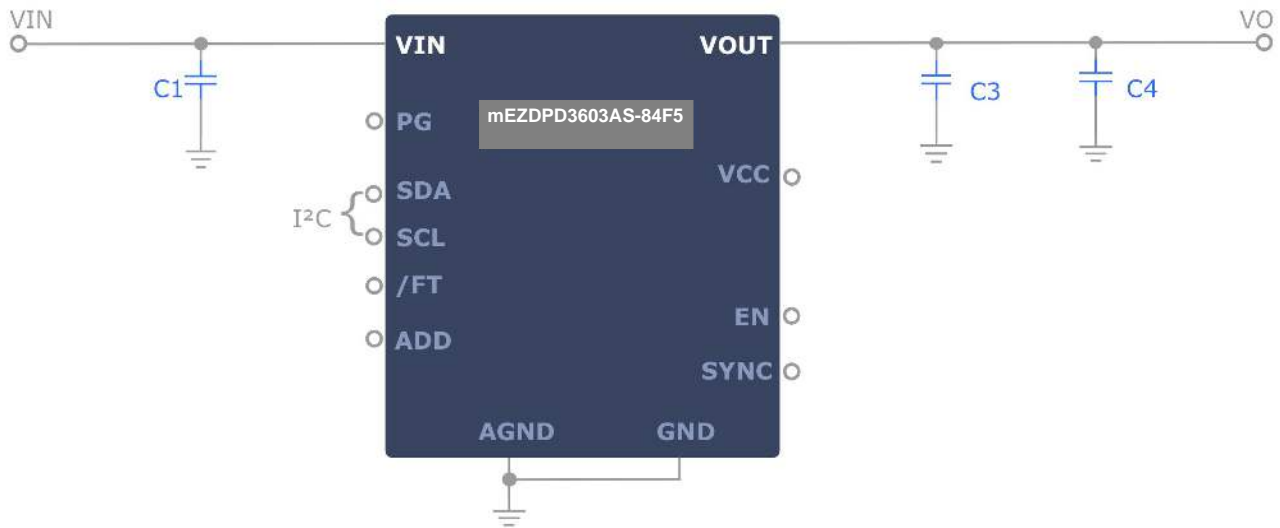 VIN
VO
VIN
VOUT
C1
C3
C4
mEZDPD3603AS-84F5
PG
VCC
SDA
I²C
SCL
/FT
EN
ADD
SYNC
AGND
GND